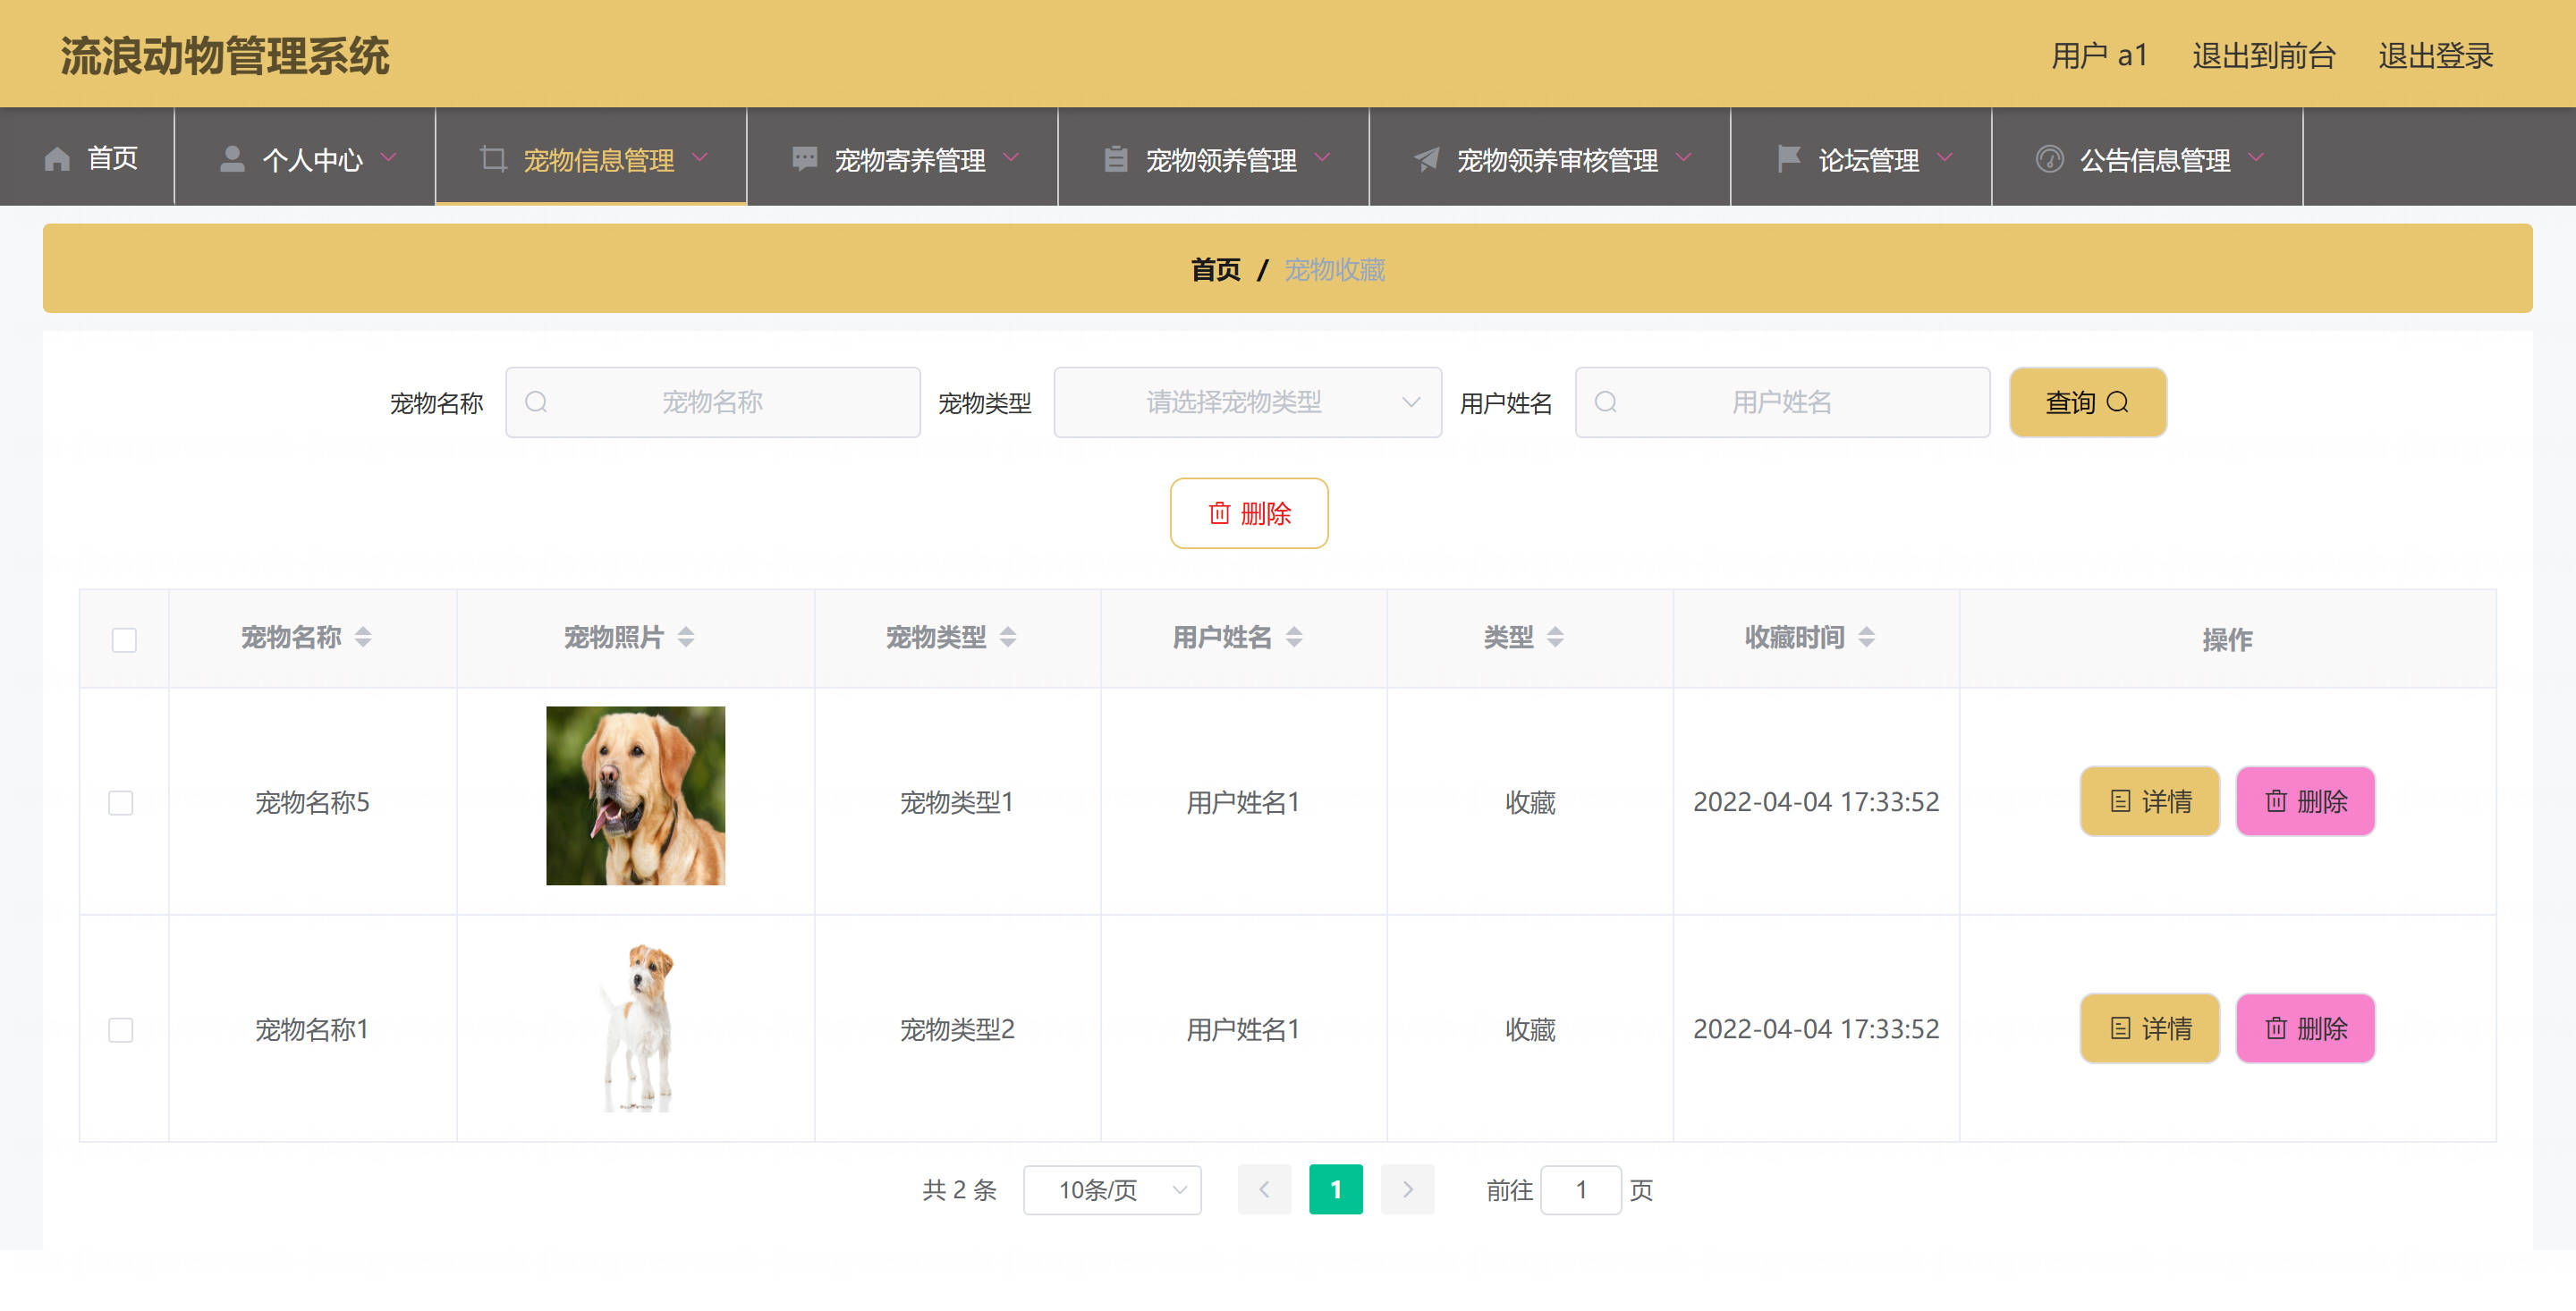 流浪动物管理系统
用户 a1 退出到前台 退出登录
首页 个人中心 宠物信息管理 宠物寄养管理 宠物领养管理 宠物领养审核管理 论坛管理 公告信息管理
首页 / 宠物收藏
宠物名称 宠物名称 宠物类型 请选择宠物类型 用户姓名 用户姓名 查询
删除
宠物名称 宠物照片 宠物类型 用户姓名 类型 收藏时间 操作
宠物名称5 宠物类型1 用户姓名1 收藏 2022-04-04 17:33:52 详情 删除
宠物名称1 宠物类型2 用户姓名1 收藏 2022-04-04 17:33:52 详情 删除
共 2 条 10条/页 1 前往 1 页